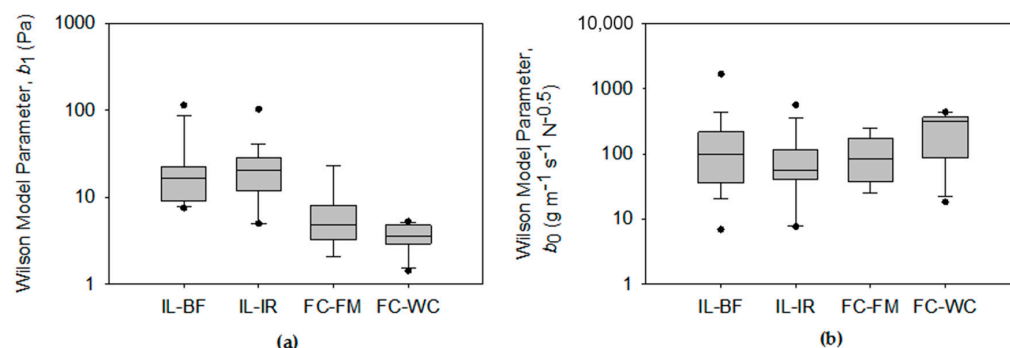 Wilson Model Parameter, b₁ (Pa)
1000
100
10
1
IL-BF IL-IR FC-FM FC-WC
(a)
Wilson Model Parameter,
b₀ (g m⁻¹ s⁻¹ N⁻⁰·⁵)
10,000
1000
100
10
1
IL-BF IL-IR FC-FM FC-WC
(b)